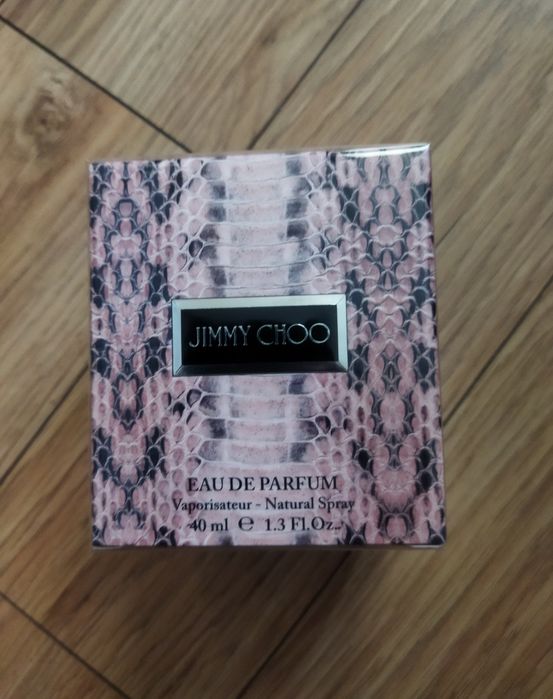 JIMMY CHOO
EAU DE PARFUM
Vaporisateur - Natural Spray
40 ml ℮ 1.3 Fl.Oz.